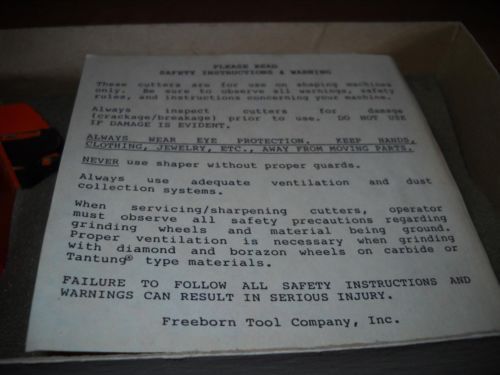 PLEASE READ
SAFETY INSTRUCTIONS & WARNING
These cutters are for use on shaping machines
only. Be sure to observe all warnings, safety
rules, and instructions concerning your machine.
Always inspect cutters for damage
(crackage/breakage) prior to use. DO NOT USE
IF DAMAGE IS EVIDENT.
ALWAYS WEAR EYE PROTECTION. KEEP HANDS,
CLOTHING, JEWELRY, ETC., AWAY FROM MOVING PARTS.
NEVER use shaper without proper guards.
Always use adequate ventilation and dust
collection systems.
When servicing/sharpening cutters, operator
must observe all safety precautions regarding
grinding wheels and material being ground.
Proper ventilation is necessary when grinding
with diamond and borazon wheels on carbide or
Tantung® type materials.
FAILURE TO FOLLOW ALL SAFETY INSTRUCTIONS AND
WARNINGS CAN RESULT IN SERIOUS INJURY.
Freeborn Tool Company, Inc.